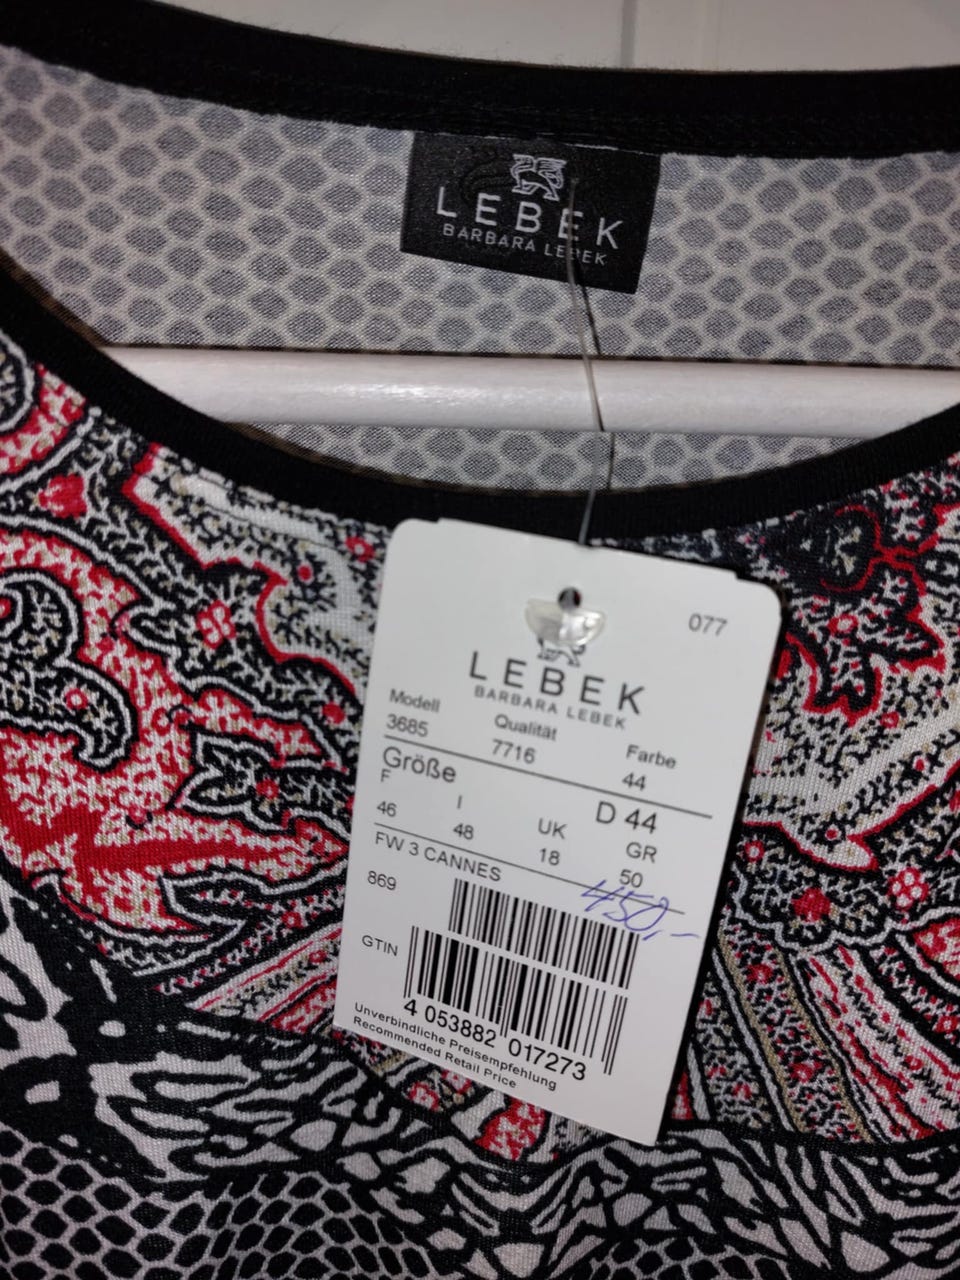 LEBEK
BARBARA LEBEK
077
LEBEK
BARBARA LEBEK
Modell Qualität Farbe
3685 7716 44
Größe D 44
F I UK GR
46 48 18 50
FW 3 CANNES
450,-
869
GTIN
4 053882 017273
Unverbindliche Preisempfehlung
Recommended Retail Price